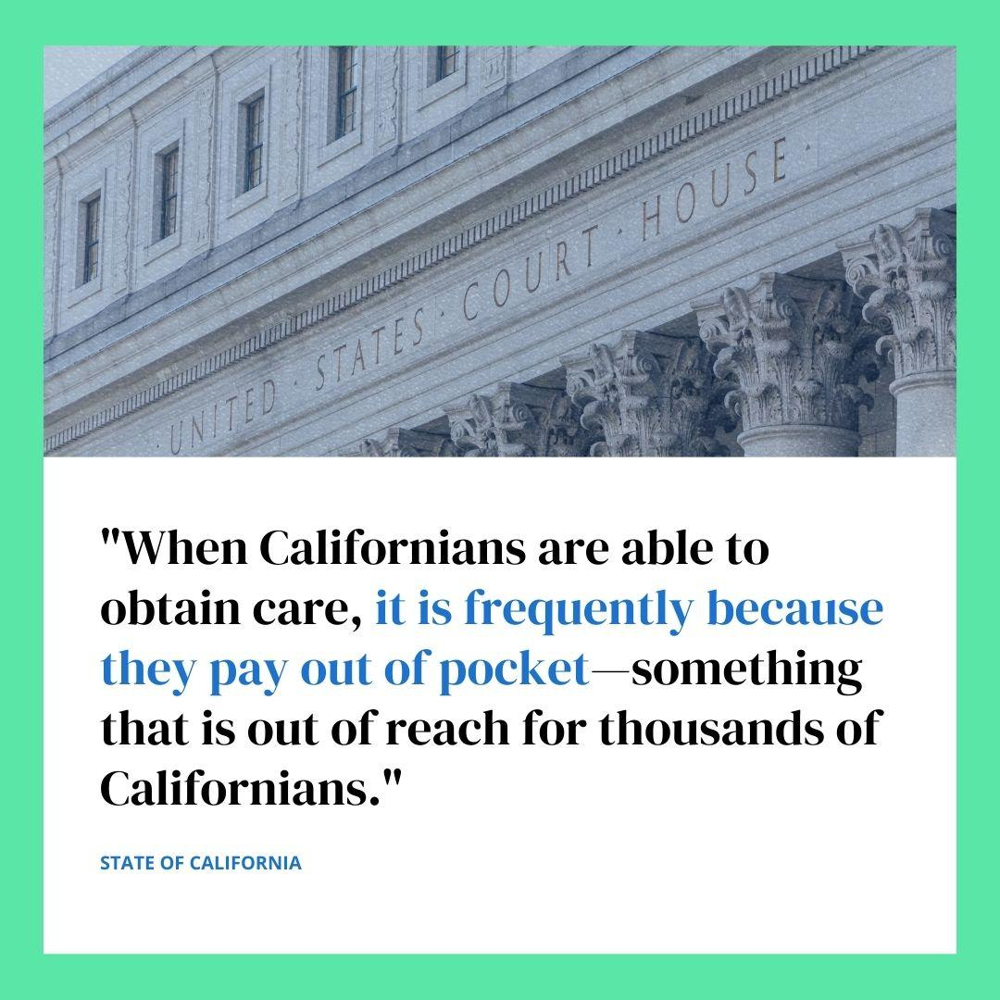 · UNITED · STATES · COURT · HOUSE ·
"When Californians are able to
obtain care, it is frequently because
they pay out of pocket—something
that is out of reach for thousands of
Californians."
STATE OF CALIFORNIA